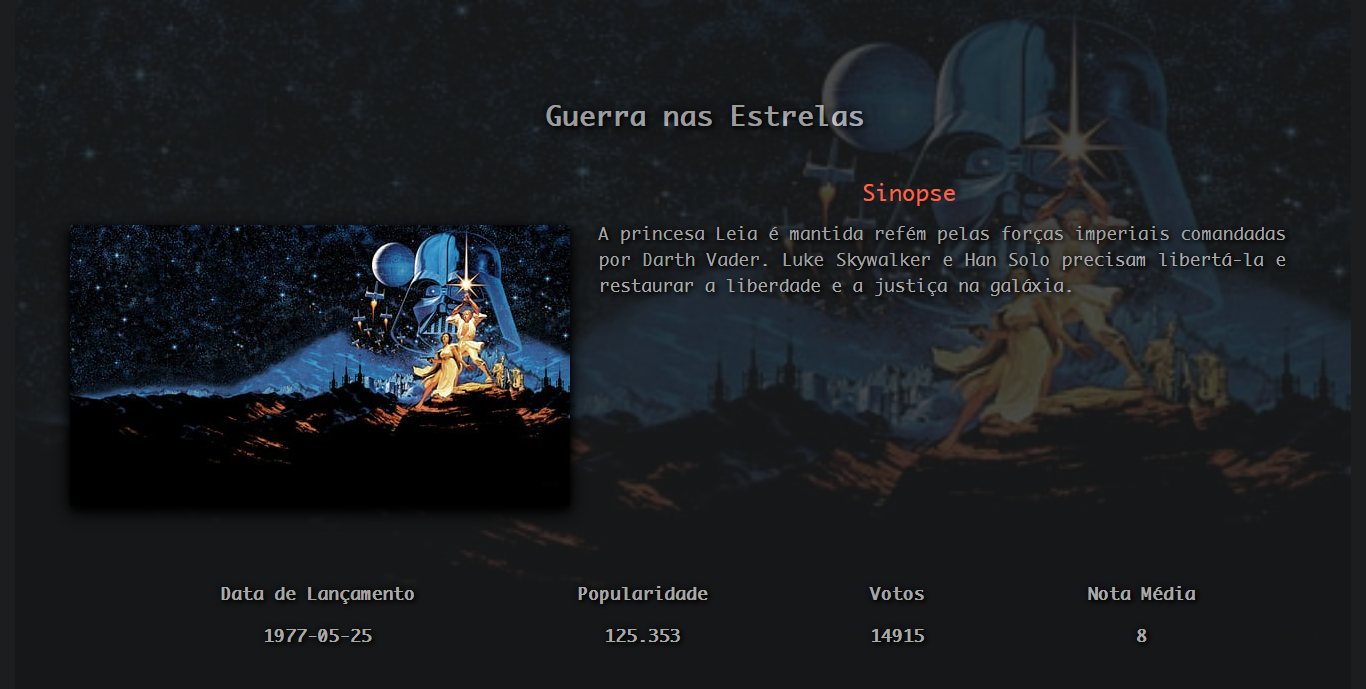 Guerra nas Estrelas
Sinopse
A princesa Leia é mantida refém pelas forças imperiais comandadas
por Darth Vader. Luke Skywalker e Han Solo precisam libertá-la e
restaurar a liberdade e a justiça na galáxia.
Data de Lançamento
1977-05-25
Popularidade
125.353
Votos
14915
Nota Média
8